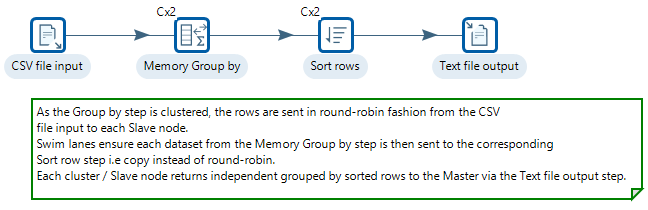 Cx2
Cx2
CSV file input
Memory Group by
Sort rows
Text file output
As the Group by step is clustered, the rows are sent in round-robin fashion from the CSV
file input to each Slave node.
Swim lanes ensure each dataset from the Memory Group by step is then sent to the corresponding
Sort row step i.e copy instead of round-robin.
Each cluster / Slave node returns independent grouped by sorted rows to the Master via the Text file output step.